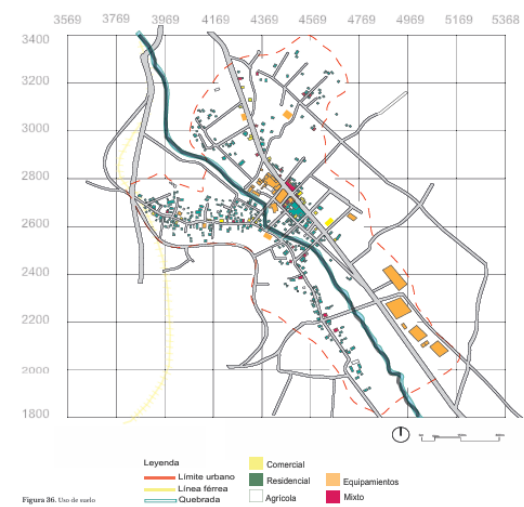 3569 3769 3969 4169 4369 4569 4969 5169 5368
3400
3200
3000
2800
2600
2400
2200
2000
1800
Leyenda
Límite urbano
Línea férrea
Quebrada
Comercial
Residencial
Agrícola
Equipamientos
Mixto
Figura 36. Uso de suelo